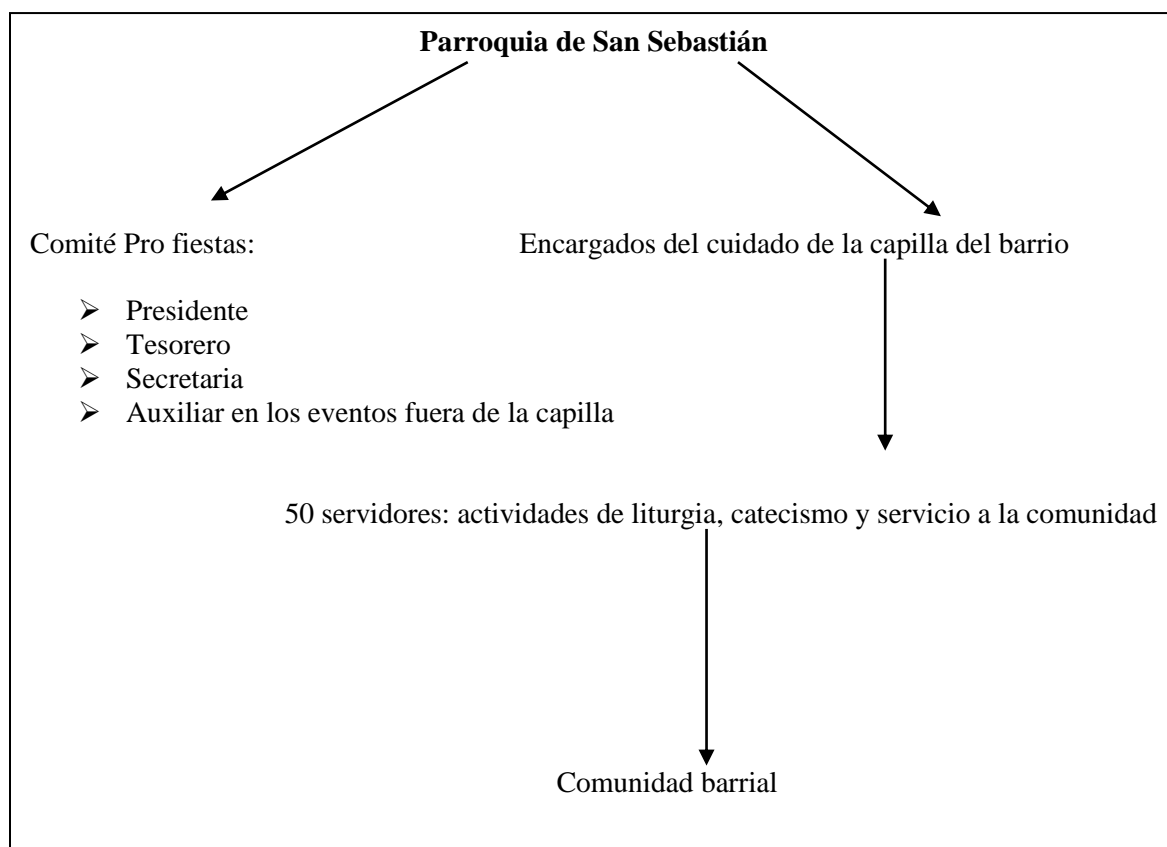 Parroquia de San Sebastián
Comité Pro fiestas:
Encargados del cuidado de la capilla del barrio
➢ Presidente
➢ Tesorero
➢ Secretaria
➢ Auxiliar en los eventos fuera de la capilla
50 servidores: actividades de liturgia, catecismo y servicio a la comunidad
Comunidad barrial